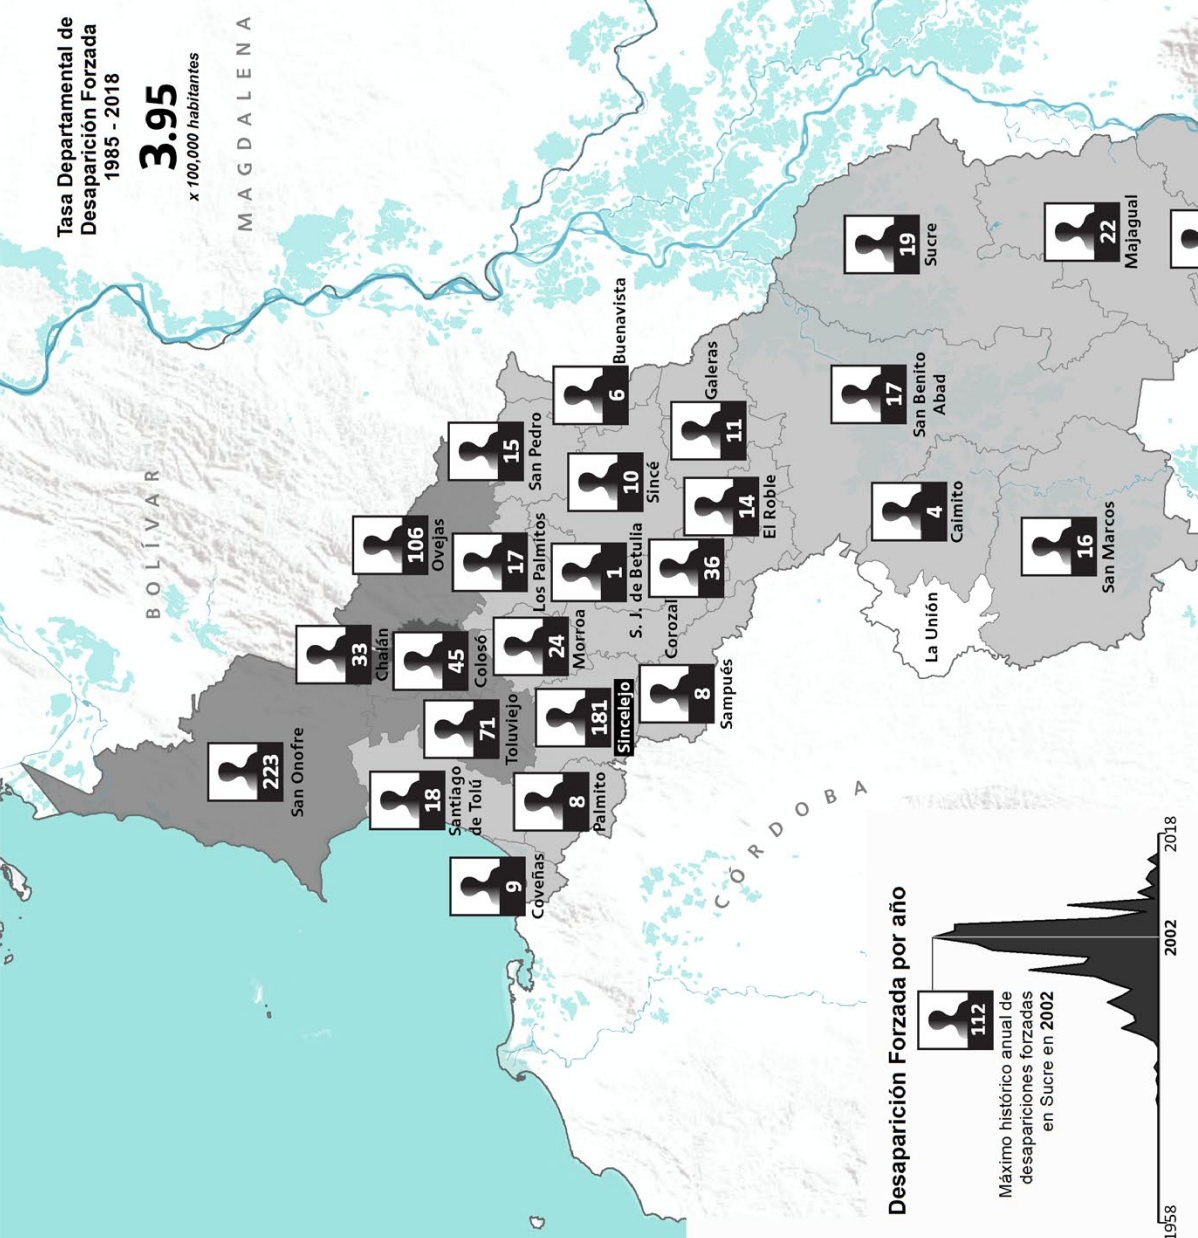 Tasa Departamental de
Desaparición Forzada
1985 - 2018
3.95
x 100,000 habitantes
MAGDALENA
BOLÍVAR
CÓRDOBA
223
San Onofre
33
Chalán
106
Ovejas
18
Santiago
de Tolú
45
Colosó
71
Toluviejo
15
San Pedro
17
Los Palmitos
9
Coveñas
24
Morroa
8
Palmito
181
Sincelejo
1
S. J. de Betulia
10
Sincé
6
Buenavista
8
Sampués
36
Corozal
14
El Roble
11
Galeras
19
Sucre
17
San Benito
Abad
4
Caimito
La Unión
16
San Marcos
22
Majagual
Desaparición Forzada por año
112
Máximo histórico anual de
desapariciones forzadas
en Sucre en 2002
1958
2002
2018